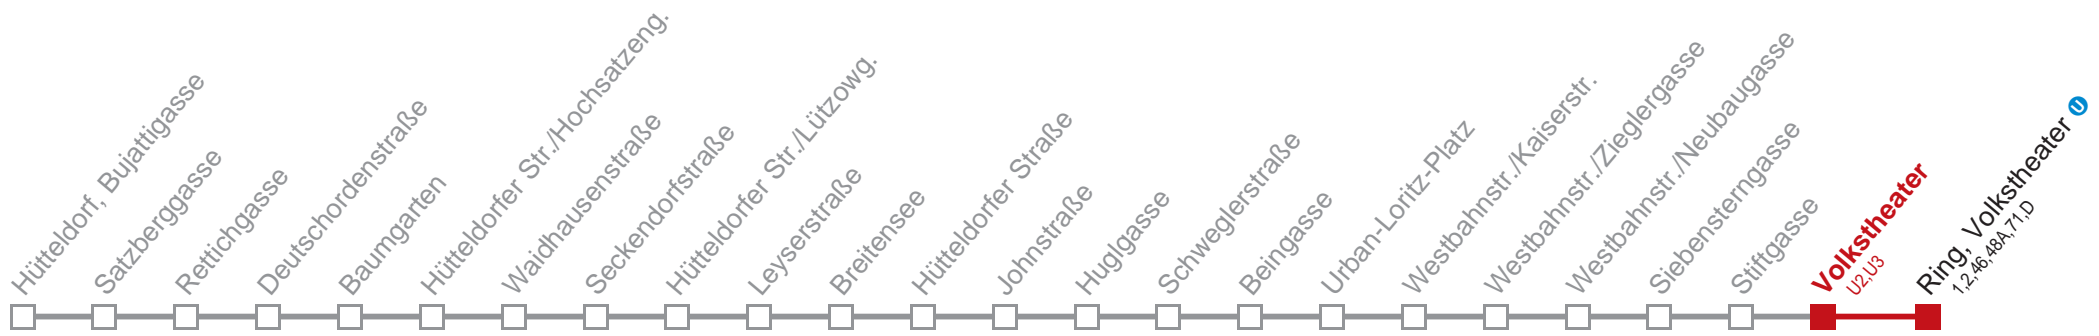 Hütteldorf, Bujattigasse
Satzberggasse
Rettichgasse
Deutschordenstraße
Baumgarten
Hütteldorfer Str./Hochsatzeng.
Waidhausenstraße
Seckendorfstraße
Hütteldorfer Str./Lützowg.
Leyserstraße
Breitensee
Hütteldorfer Straße
Johnstraße
Huglgasse
Schweglerstraße
Beingasse
Urban-Loritz-Platz
Westbahnstr./Kaiserstr.
Westbahnstr./Zieglergasse
Westbahnstr./Neubaugasse
Siebensterngasse
Stiftgasse
Volkstheater
U2,U3
Ring, Volkstheater U
1,2,46,48A,71,D